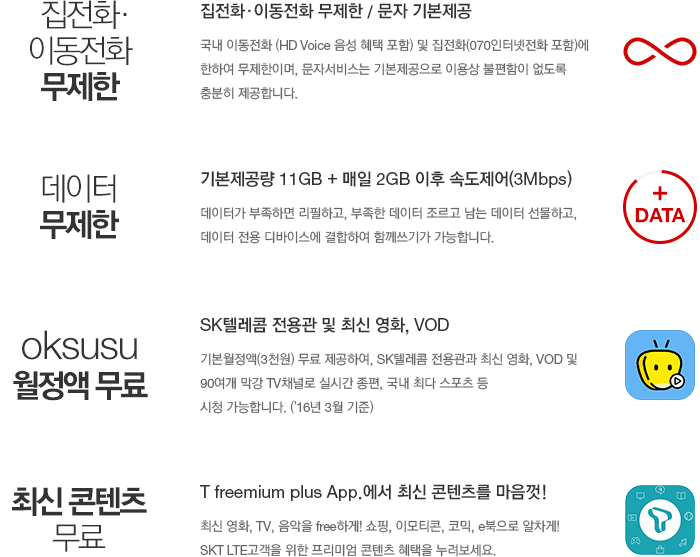 집전화·
이동전화
무제한
집전화·이동전화 무제한 / 문자 기본제공
국내 이동전화 (HD Voice 음성 혜택 포함) 및 집전화(070인터넷전화 포함)에
한하여 무제한이며, 문자서비스는 기본제공으로 이용상 불편함이 없도록
충분히 제공합니다.
데이터
무제한
기본제공량 11GB + 매일 2GB 이후 속도제어(3Mbps)
데이터가 부족하면 리필하고, 부족한 데이터 조르고 남는 데이터 선물하고,
데이터 전용 디바이스에 결합하여 함께쓰기가 가능합니다.
+
DATA
oksusu
월정액 무료
SK텔레콤 전용관 및 최신 영화, VOD
기본월정액(3천원) 무료 제공하여, SK텔레콤 전용관과 최신 영화, VOD 및
90여개 막강 TV채널로 실시간 종편, 국내 최다 스포츠 등
시청 가능합니다. ('16년 3월 기준)
최신 콘텐츠
무료
T freemium plus App.에서 최신 콘텐츠를 마음껏!
최신 영화, TV, 음악을 free하게! 쇼핑, 이모티콘, 코믹, e북으로 알차게!
SKT LTE고객을 위한 프리미엄 콘텐츠 혜택을 누려보세요.